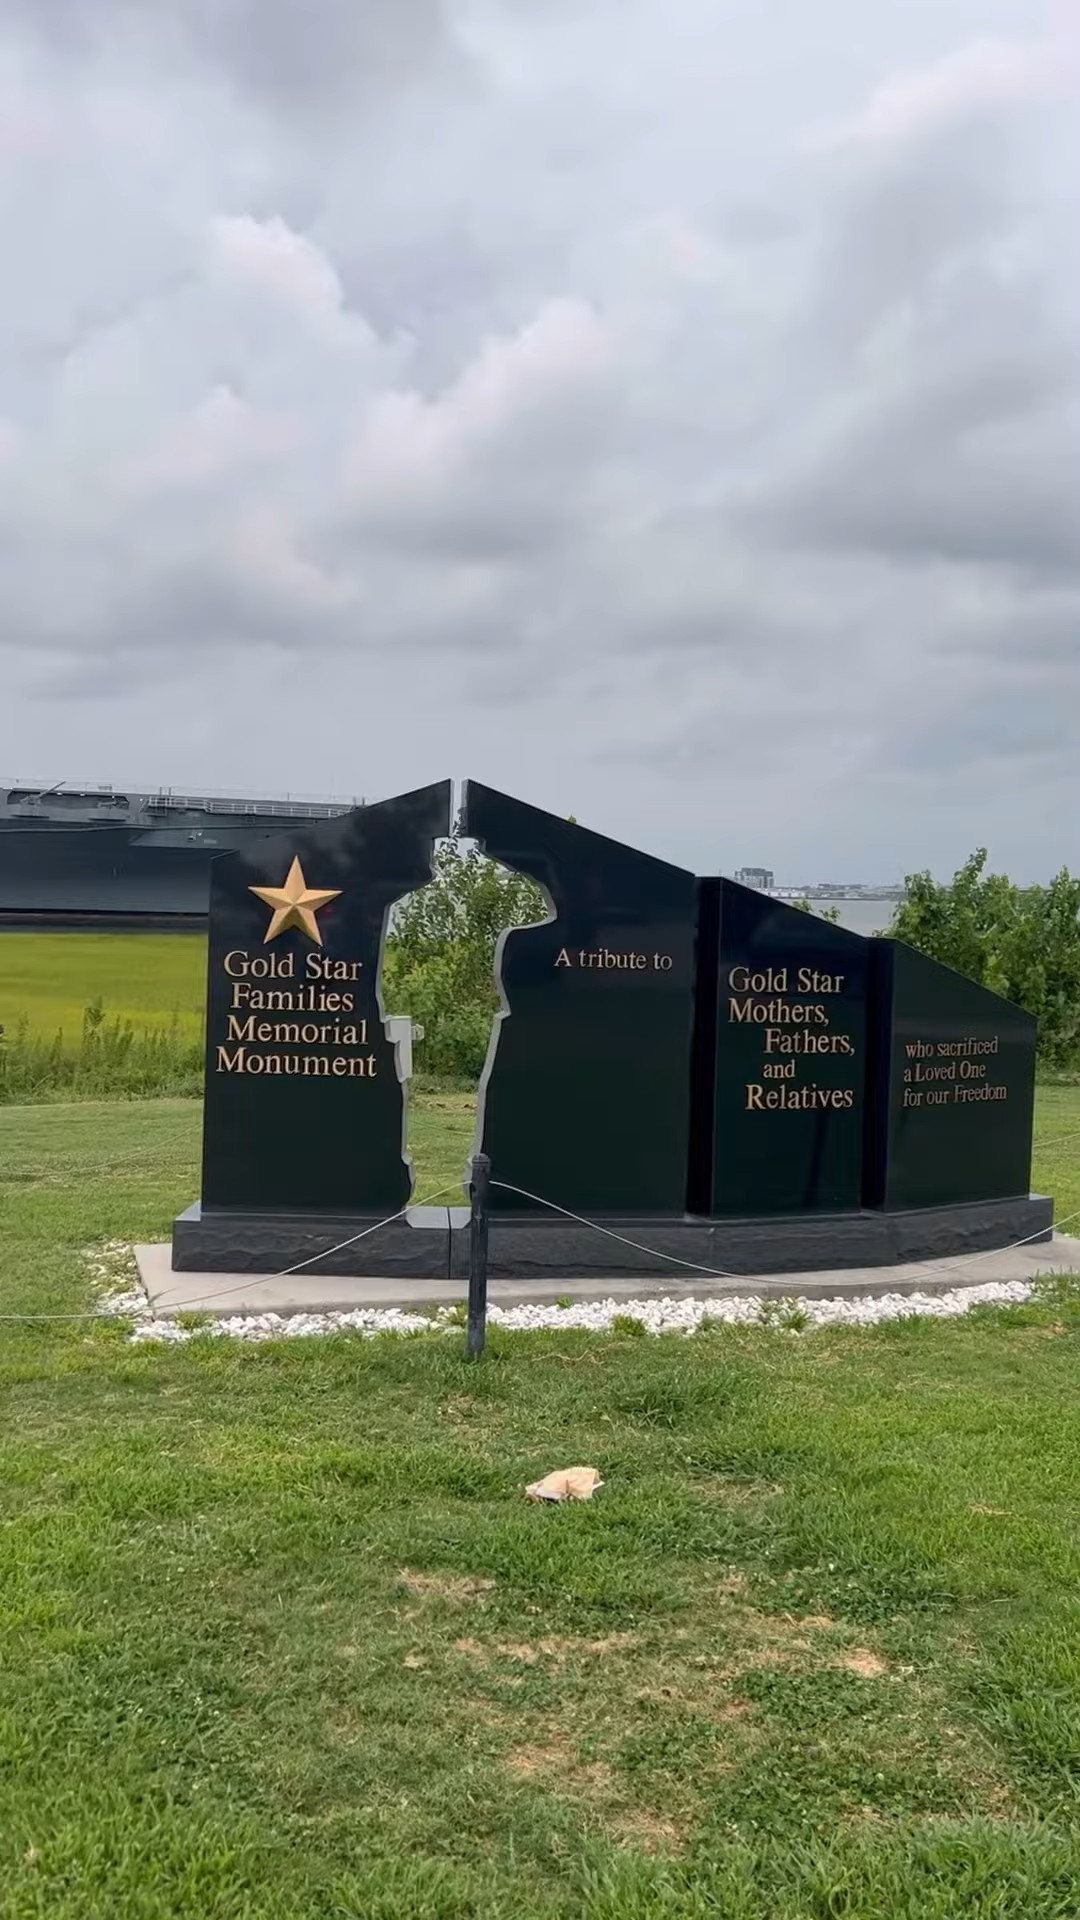 Gold Star
Families
Memorial
Monument
A tribute to
Gold Star
Mothers,
Fathers,
and
Relatives
who sacrificed
a Loved One
for our Freedom